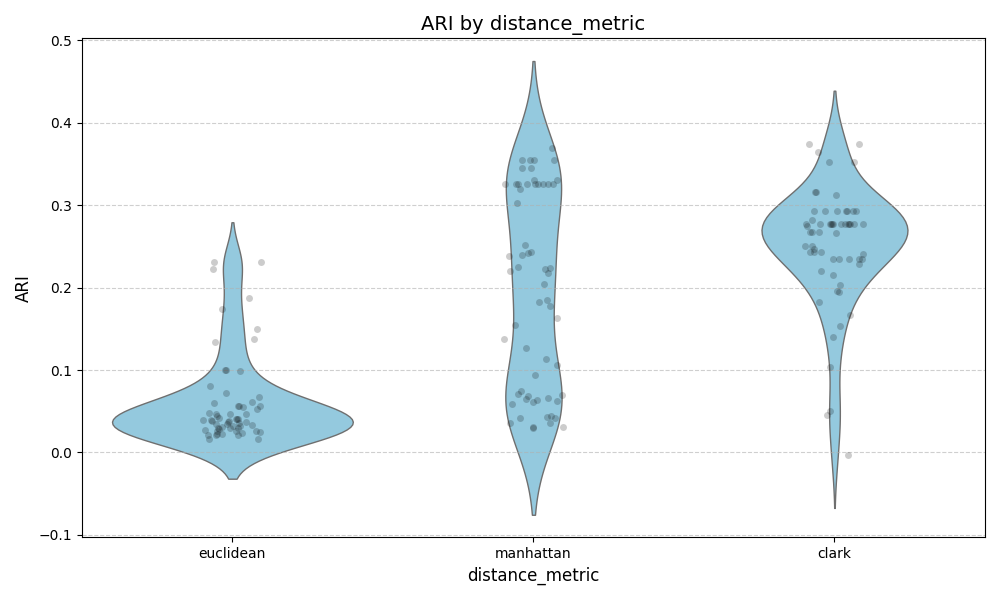 ARI by distance_metric
ARI
0.5
0.4
0.3
0.2
0.1
0.0
−0.1
euclidean manhattan clark
distance_metric